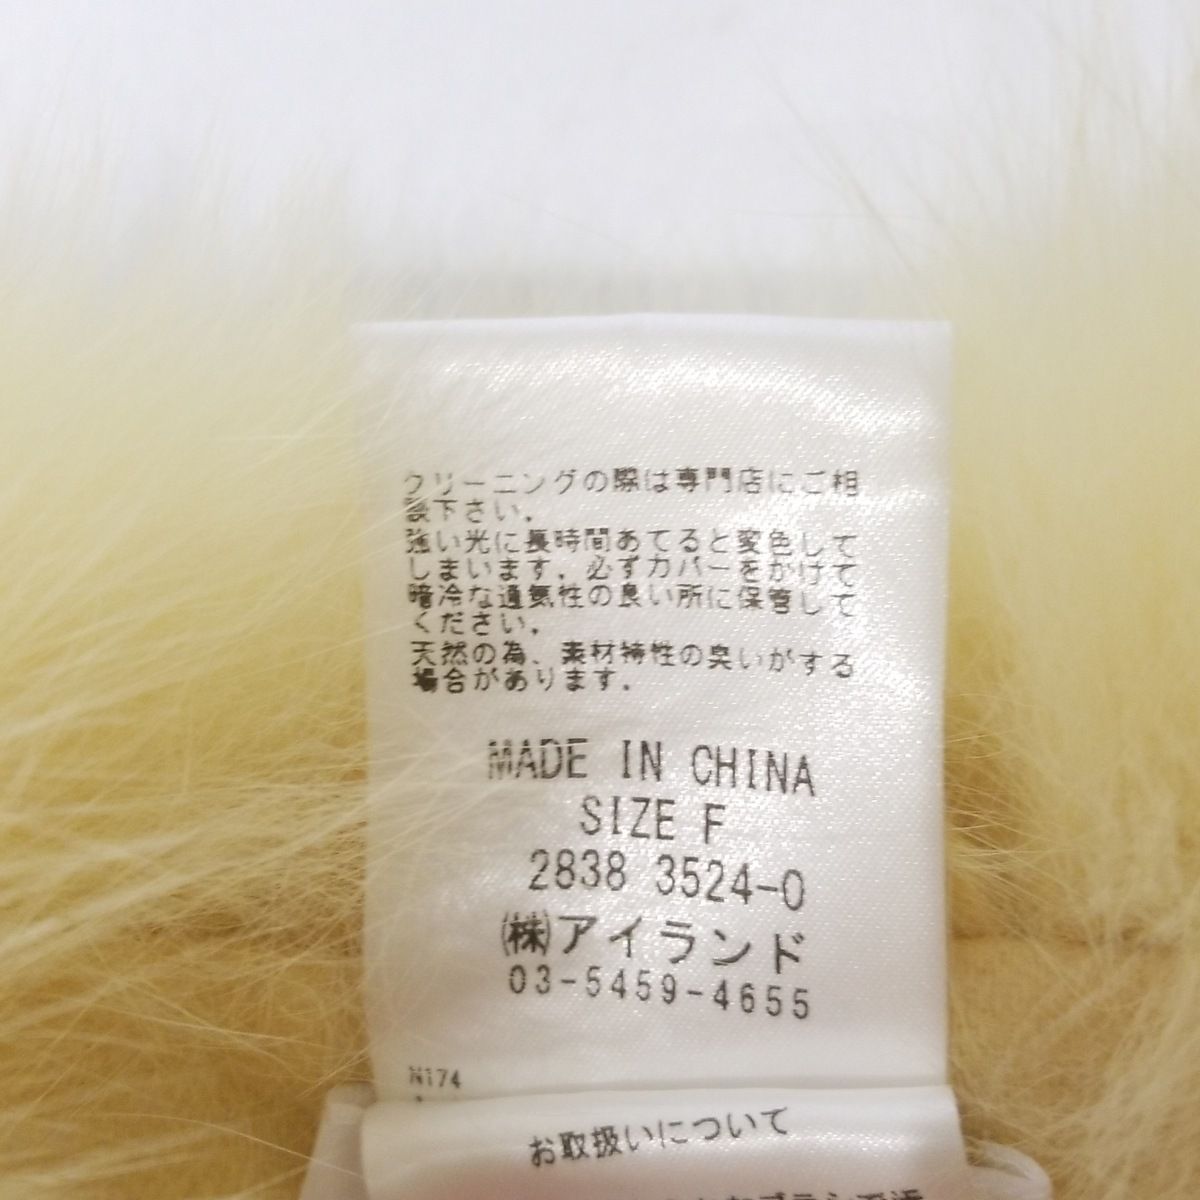 クリーニングの際は専門店にご相
談下さい。
強い光に長時間あてると変色して
しまいます。必ずカバーをかけて
暗冷な通気性の良い所に保管して
ください。
天然の為、素材特性の臭いがする
場合があります。
MADE IN CHINA
SIZE F
2838 3524-0
㈱アイランド
03-5459-4655
N174
お取扱いについて